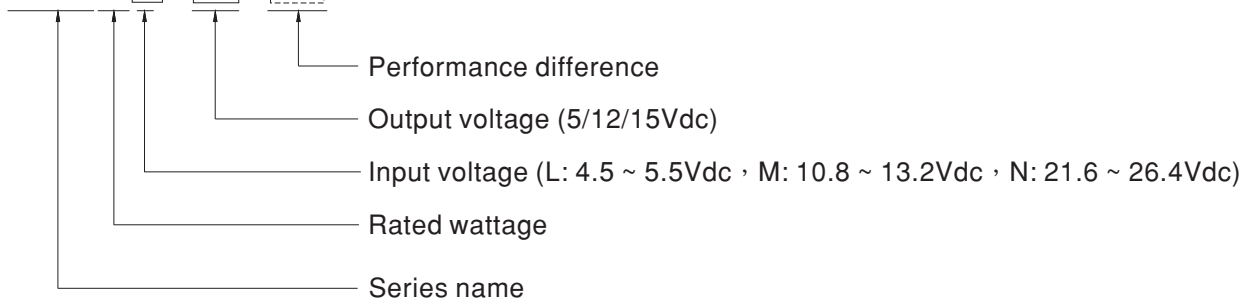 Performance difference
Output voltage (5/12/15Vdc)
Input voltage (L: 4.5 ~ 5.5Vdc，M: 10.8 ~ 13.2Vdc，N: 21.6 ~ 26.4Vdc)
Rated wattage
Series name